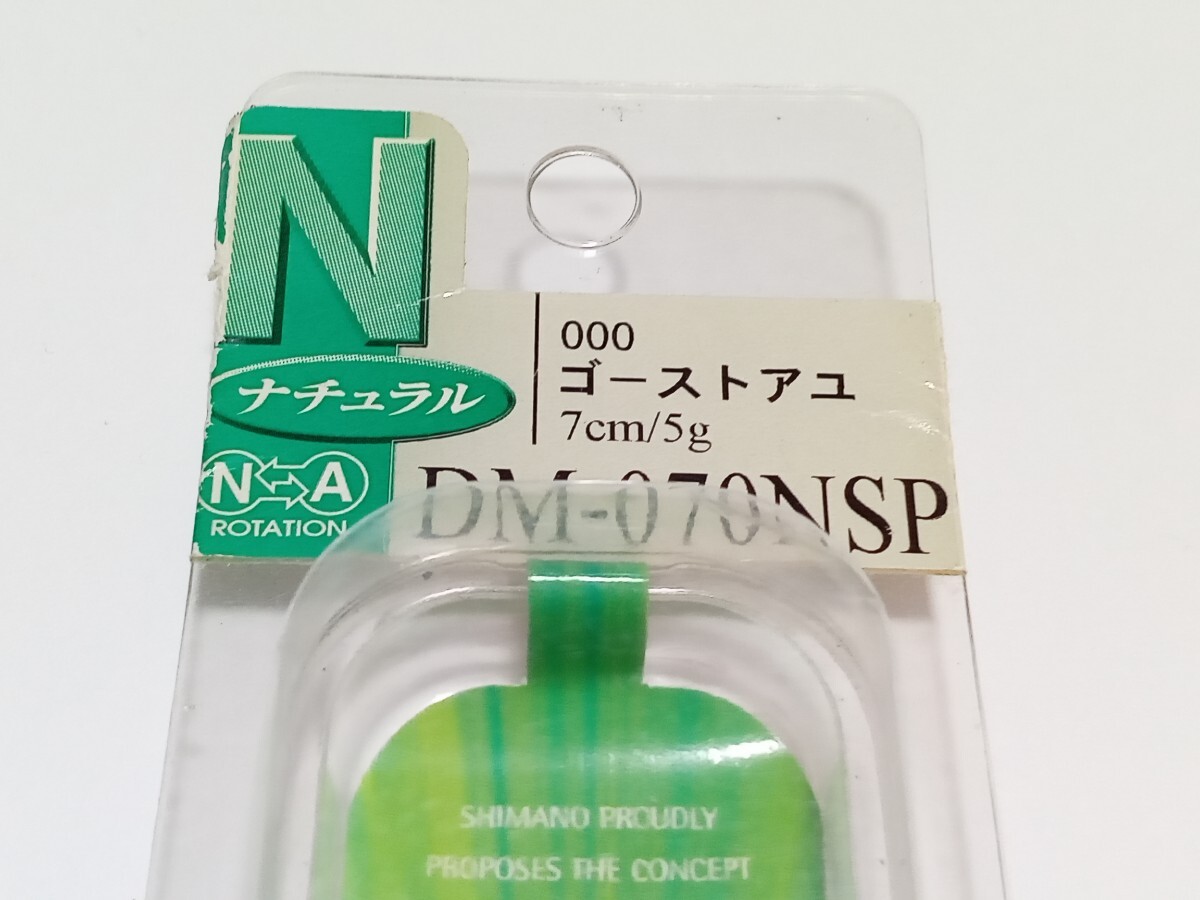 N
ナチュラル
N⇔A
ROTATION
000
ゴーストアユ
7cm/5g
DM-070NSP
SHIMANO PROUDLY
PROPOSES THE CONCEPT